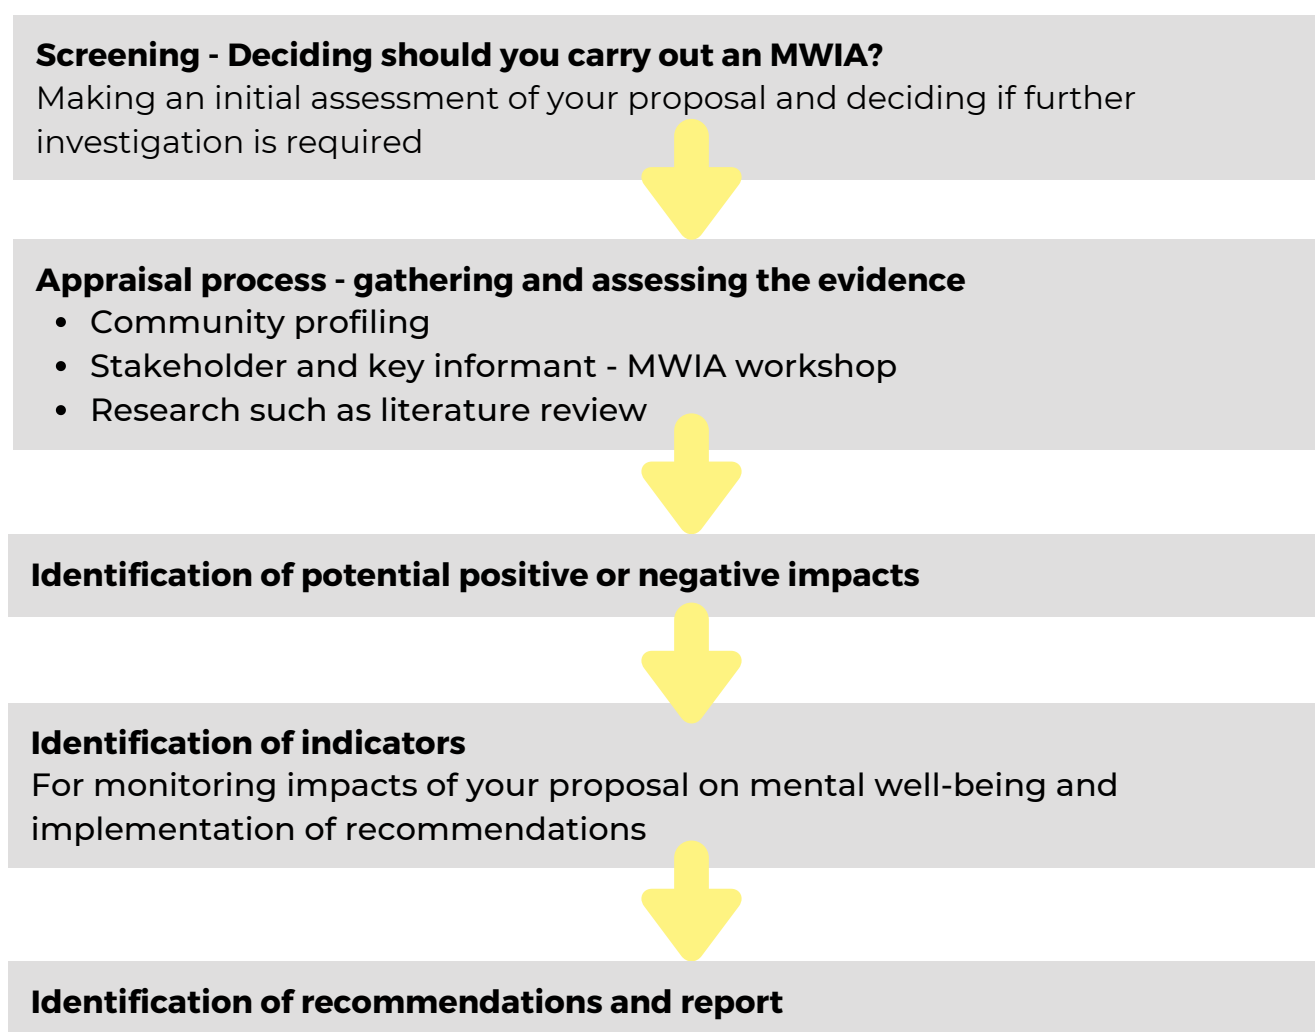 Screening - Deciding should you carry out an MWIA?
Making an initial assessment of your proposal and deciding if further
investigation is required
Appraisal process - gathering and assessing the evidence
• Community profiling
• Stakeholder and key informant - MWIA workshop
• Research such as literature review
Identification of potential positive or negative impacts
Identification of indicators
For monitoring impacts of your proposal on mental well-being and
implementation of recommendations
Identification of recommendations and report